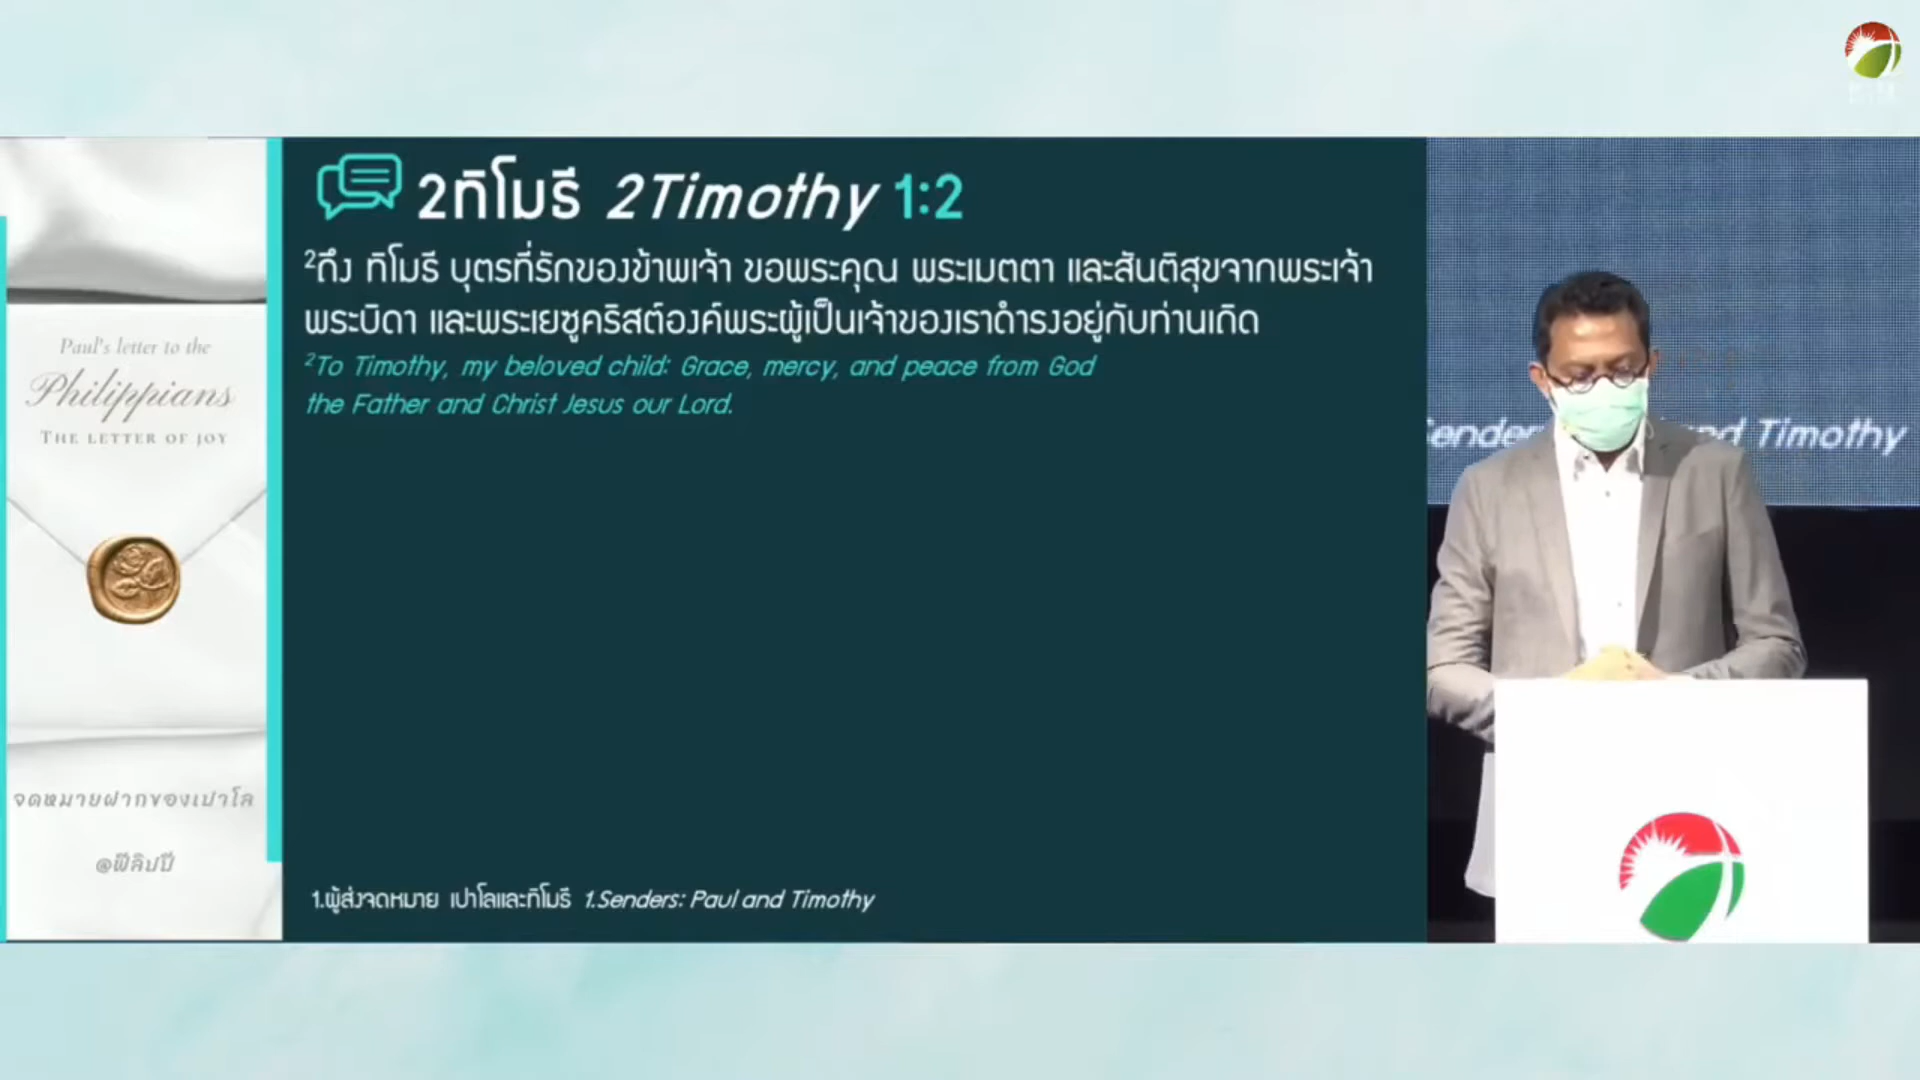 2ทิโมธี 2Timothy 1:2
²ถึง ทิโมธี บุตรที่รักของข้าพเจ้า ขอพระคุณ พระเมตตา และสันติสุขจากพระเจ้า
พระบิดา และพระเยซูคริสต์องค์พระผู้เป็นเจ้าของเราดำรงอยู่กับท่านเถิด
²To Timothy, my beloved child: Grace, mercy, and peace from God
the Father and Christ Jesus our Lord.
1.ผู้ส่งจดหมาย เปาโลและทิโมธี 1.Senders: Paul and Timothy
Paul's letter to the
Philippians
THE LETTER OF JOY
จดหมายฝากของเปาโล
@ฟีลิปปี
Timothy